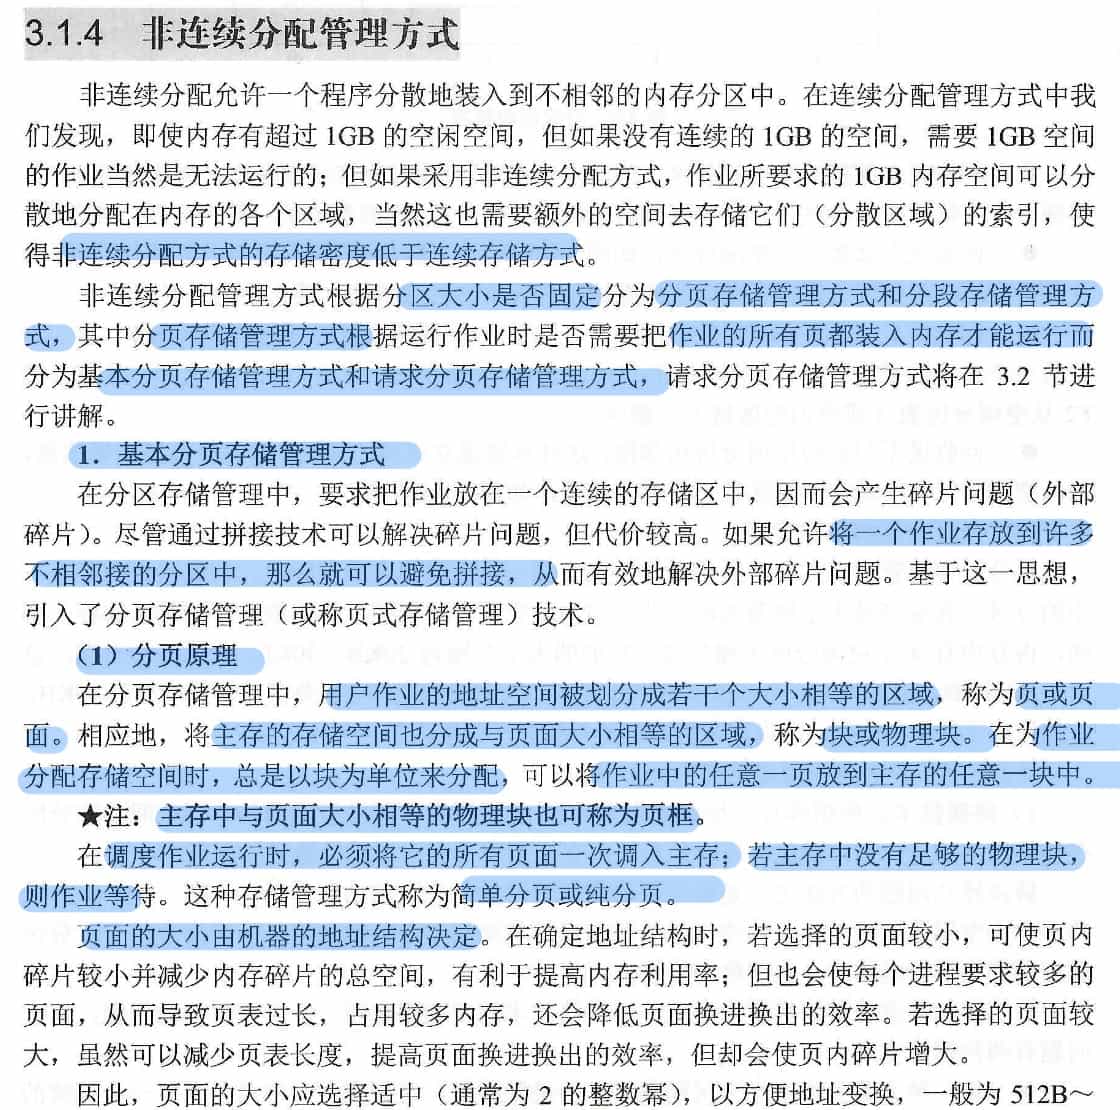 3.1.4 非连续分配管理方式
非连续分配允许一个程序分散地装入到不相邻的内存分区中。在连续分配管理方式中我
们发现，即使内存有超过 1GB 的空闲空间，但如果没有连续的 1GB 的空间，需要 1GB 空间
的作业当然是无法运行的；但如果采用非连续分配方式，作业所要求的 1GB 内存空间可以分
散地分配在内存的各个区域，当然这也需要额外的空间去存储它们（分散区域）的索引，使
得非连续分配方式的存储密度低于连续存储方式。
非连续分配管理方式根据分区大小是否固定分为分页存储管理方式和分段存储管理方
式，其中分页存储管理方式根据运行作业时是否需要把作业的所有页都装入内存才能运行而
分为基本分页存储管理方式和请求分页存储管理方式，请求分页存储管理方式将在 3.2 节进
行讲解。
1．基本分页存储管理方式
在分区存储管理中，要求把作业放在一个连续的存储区中，因而会产生碎片问题（外部
碎片）。尽管通过拼接技术可以解决碎片问题，但代价较高。如果允许将一个作业存放到许多
不相邻接的分区中，那么就可以避免拼接，从而有效地解决外部碎片问题。基于这一思想，
引入了分页存储管理（或称页式存储管理）技术。
（1）分页原理
在分页存储管理中，用户作业的地址空间被划分成若干个大小相等的区域，称为页或页
面。相应地，将主存的存储空间也分成与页面大小相等的区域，称为块或物理块。在为作业
分配存储空间时，总是以块为单位来分配，可以将作业中的任意一页放到主存的任意一块中。
★注：主存中与页面大小相等的物理块也可称为页框。
在调度作业运行时，必须将它的所有页面一次调入主存；若主存中没有足够的物理块，
则作业等待。这种存储管理方式称为简单分页或纯分页。
页面的大小由机器的地址结构决定。在确定地址结构时，若选择的页面较小，可使页内
碎片较小并减少内存碎片的总空间，有利于提高内存利用率；但也会使每个进程要求较多的
页面，从而导致页表过长，占用较多内存，还会降低页面换进换出的效率。若选择的页面较
大，虽然可以减少页表长度，提高页面换进换出的效率，但却会使页内碎片增大。
因此，页面的大小应选择适中（通常为 2 的整数幂），以方便地址变换，一般为 512B～